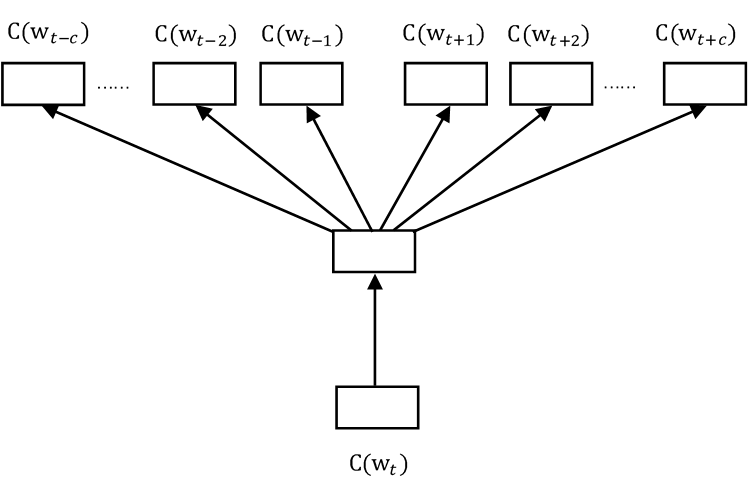 C(w_{t−c}) C(w_{t−2}) C(w_{t−1}) C(w_{t+1}) C(w_{t+2}) C(w_{t+c})
...... ......
C(w_t)